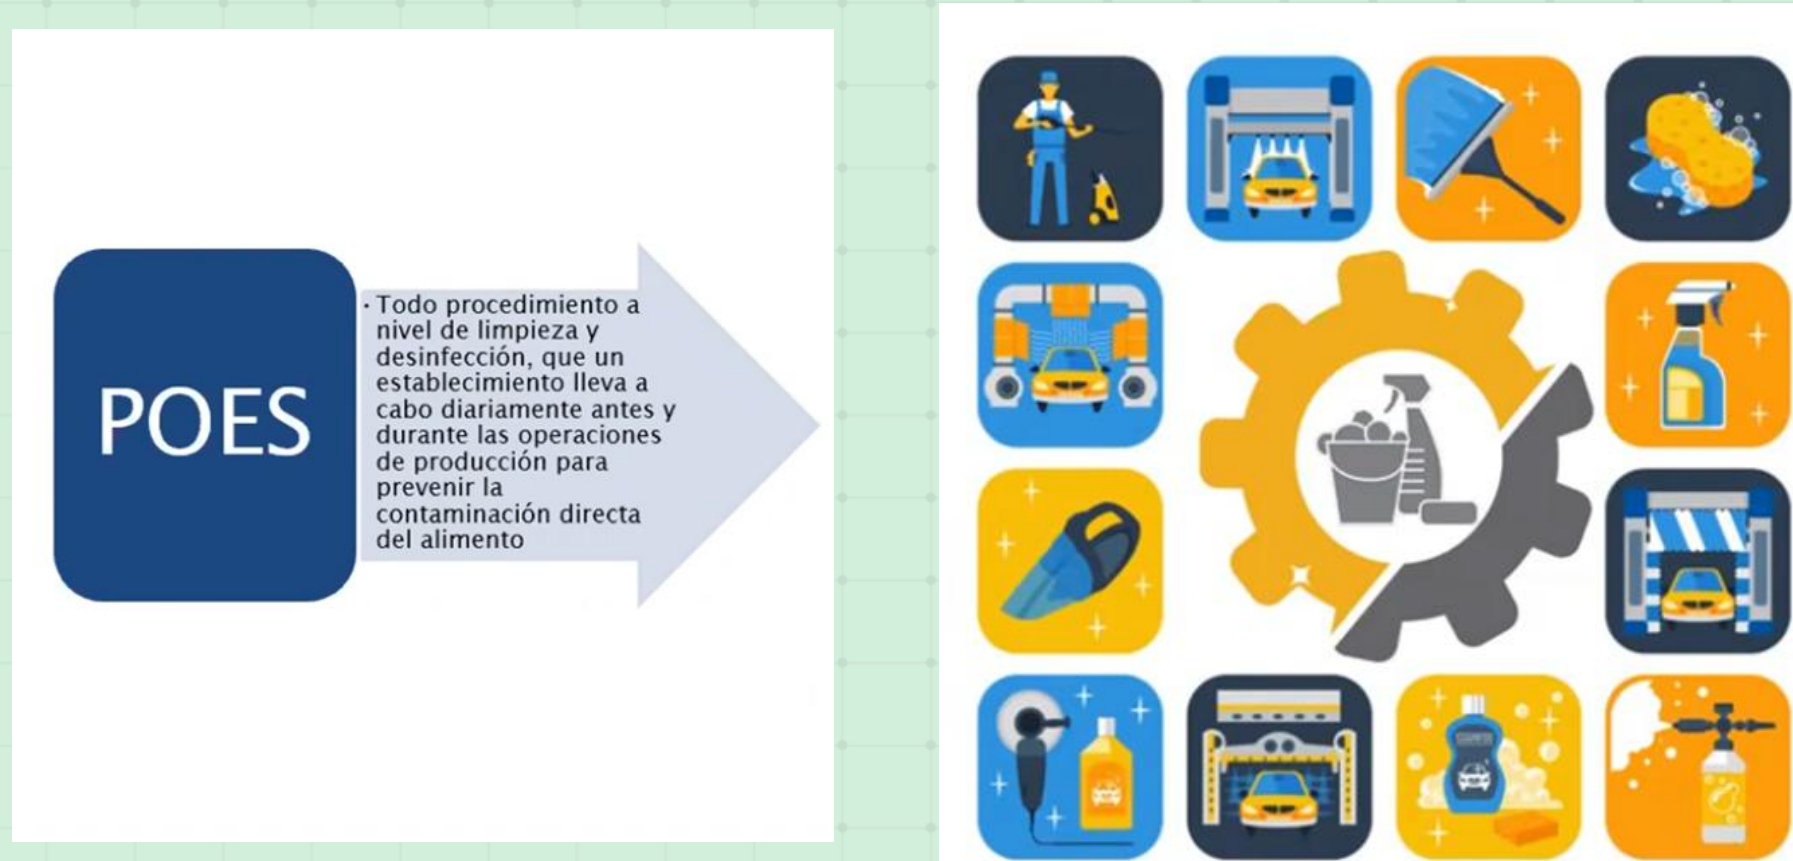 POES
· Todo procedimiento a
nivel de limpieza y
desinfección, que un
establecimiento lleva a
cabo diariamente antes y
durante las operaciones
de producción para
prevenir la
contaminación directa
del alimento